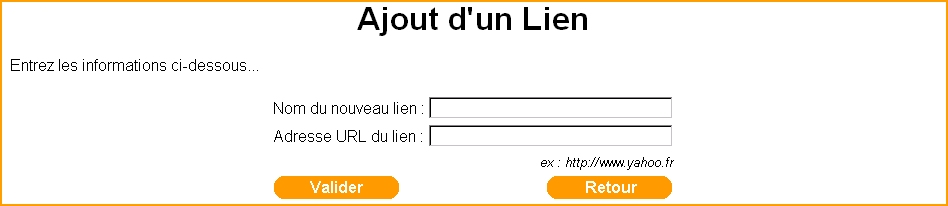 Ajout d'un Lien
Entrez les informations ci-dessous...
Nom du nouveau lien :
Adresse URL du lien :
ex : http://www.yahoo.fr
Valider Retour